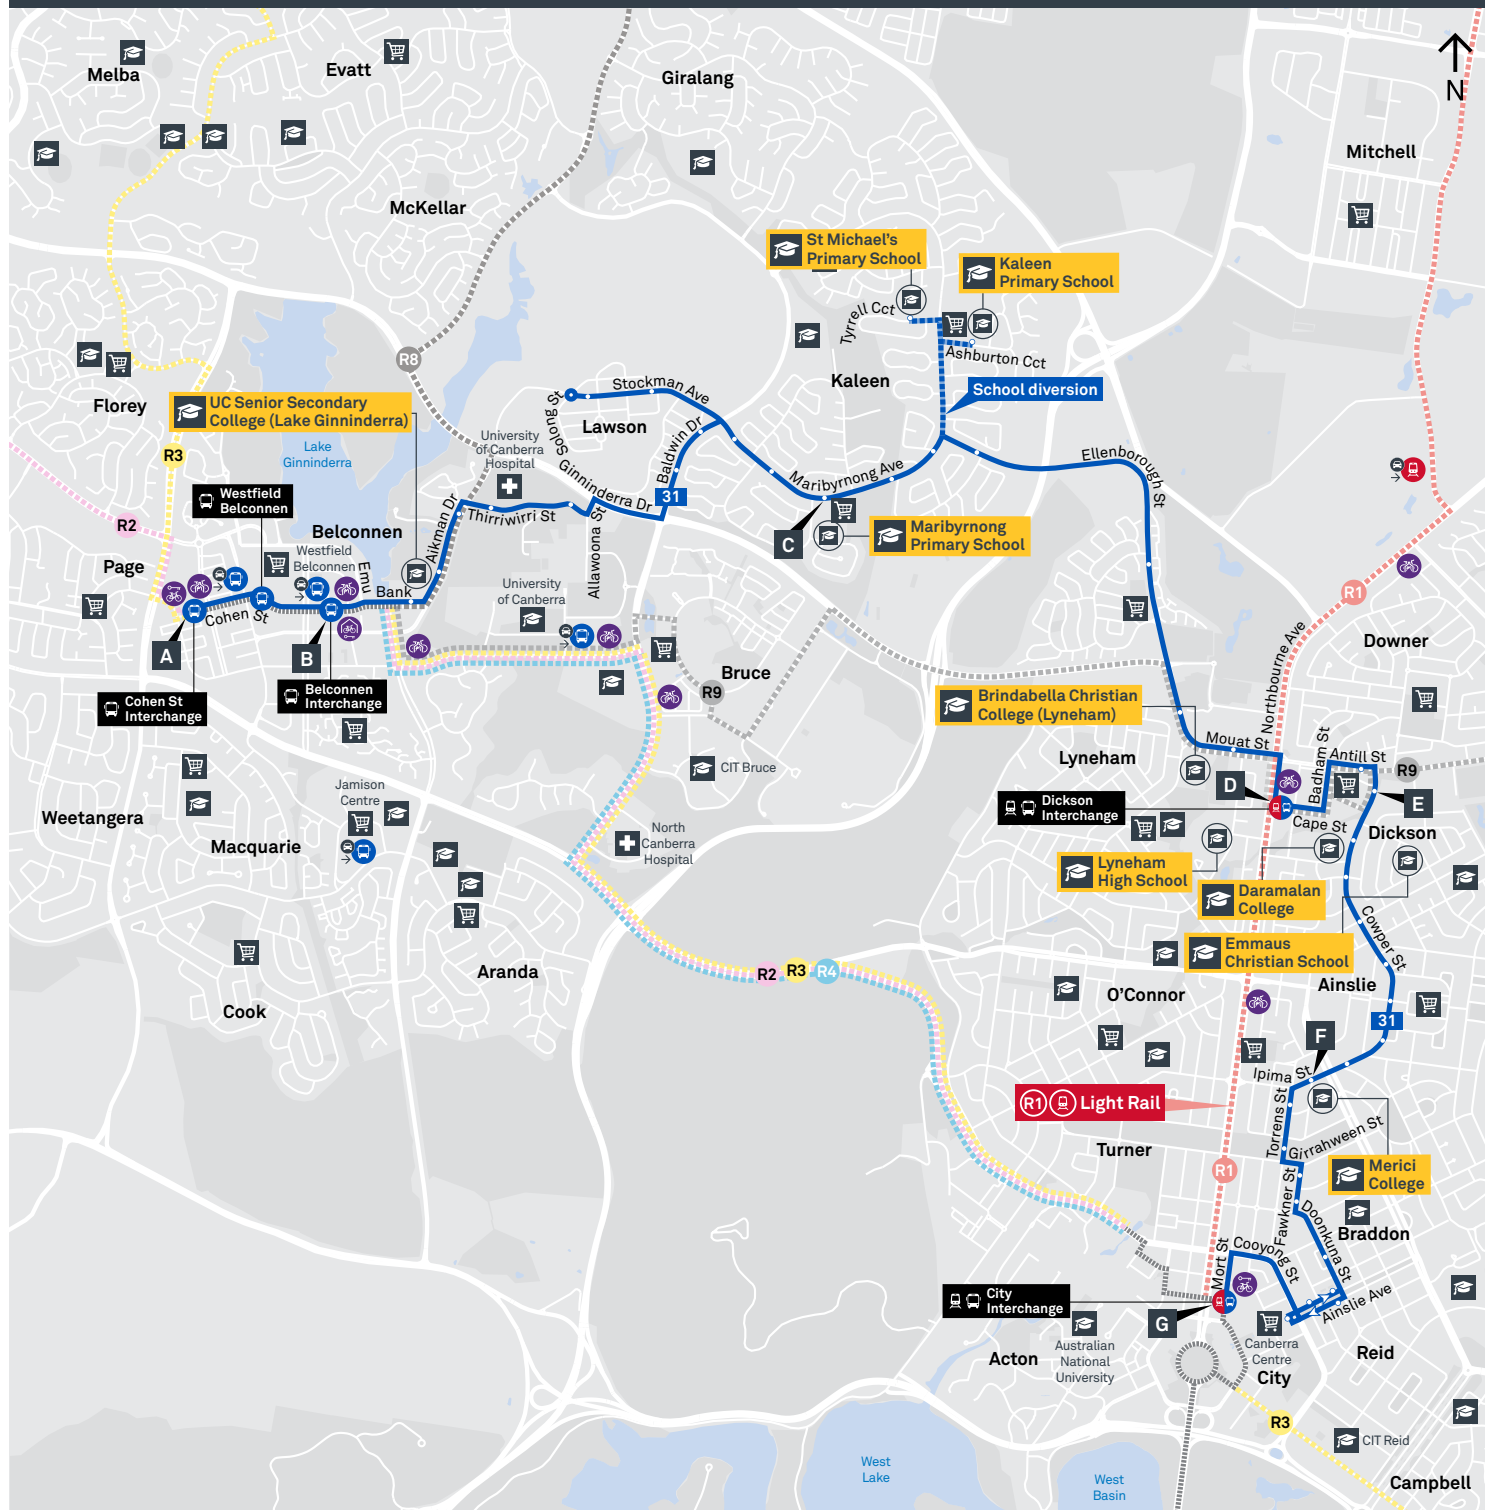 N
Melba
Evatt
Giralang
Mitchell
McKellar
St Michael's
Primary School
Kaleen
Primary School
Tyrrell Cct
Ashburton Cct
R8
Kaleen
School diversion
Florey
UC Senior Secondary
College (Lake Ginninderra)
Lake
Ginninderra
Solong St
Stockman Ave
Lawson
Baldwin Dr
University
of Canberra
Hospital
Ginninderra Dr
Maribyrnong Ave
Ellenborough St
R3
R2
Westfield
Belconnen
31
Belconnen
Aikman Dr
Thirriwirri St
Allawoona St
C
Maribyrnong
Primary School
Page
Westfield
Belconnen
Emu
Bank
University
of Canberra
Cohen St
A
B
R1
Northbourne Ave
Downer
Cohen St
Interchange
Belconnen
Interchange
Bruce
R9
Brindabella Christian
College (Lyneham)
Lyneham
Mouat St
Badham St
Antill St
R9
CIT Bruce
D
E
Dickson
Interchange
Cape St
Dickson
Jamison
Centre
Weetangera
Macquarie
North
Canberra
Hospital
Lyneham
High School
Daramalan
College
Cowper St
Emmaus
Christian School
Aranda
R2
R3
R4
Ainslie
O'Connor
Cook
31
F
Ipima St
R1
Light Rail
Torrens St
Girrahween St
Turner
R1
Merici
College
Fawkner St
Doonkuna St
Braddon
Mort St
Cooyong St
City
Interchange
Ainslie Ave
G
Canberra
Centre
Acton
Australian
National
University
Reid
City
R3
CIT Reid
West
Lake
West
Basin
Campbell